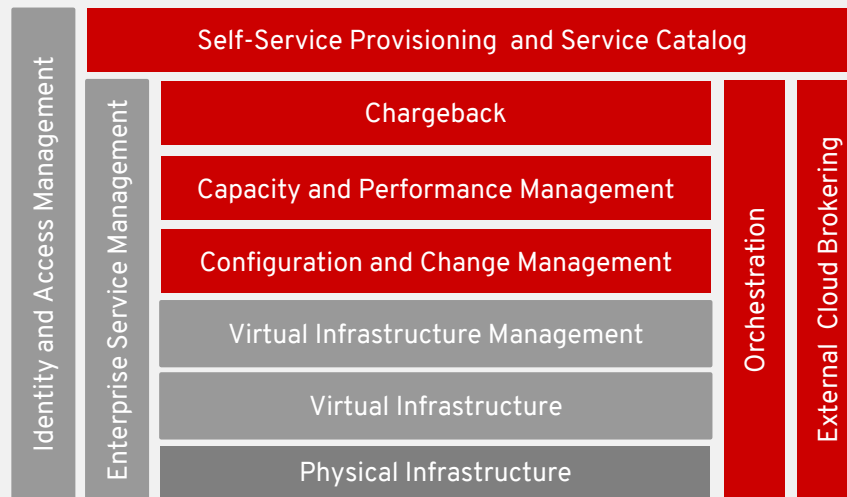 Self-Service Provisioning  and Service Catalog
Identity and Access Management
Enterprise Service Management
Chargeback
Capacity and Performance Management
Configuration and Change Management
Virtual Infrastructure Management
Virtual Infrastructure
Physical Infrastructure
Orchestration
External  Cloud Brokering